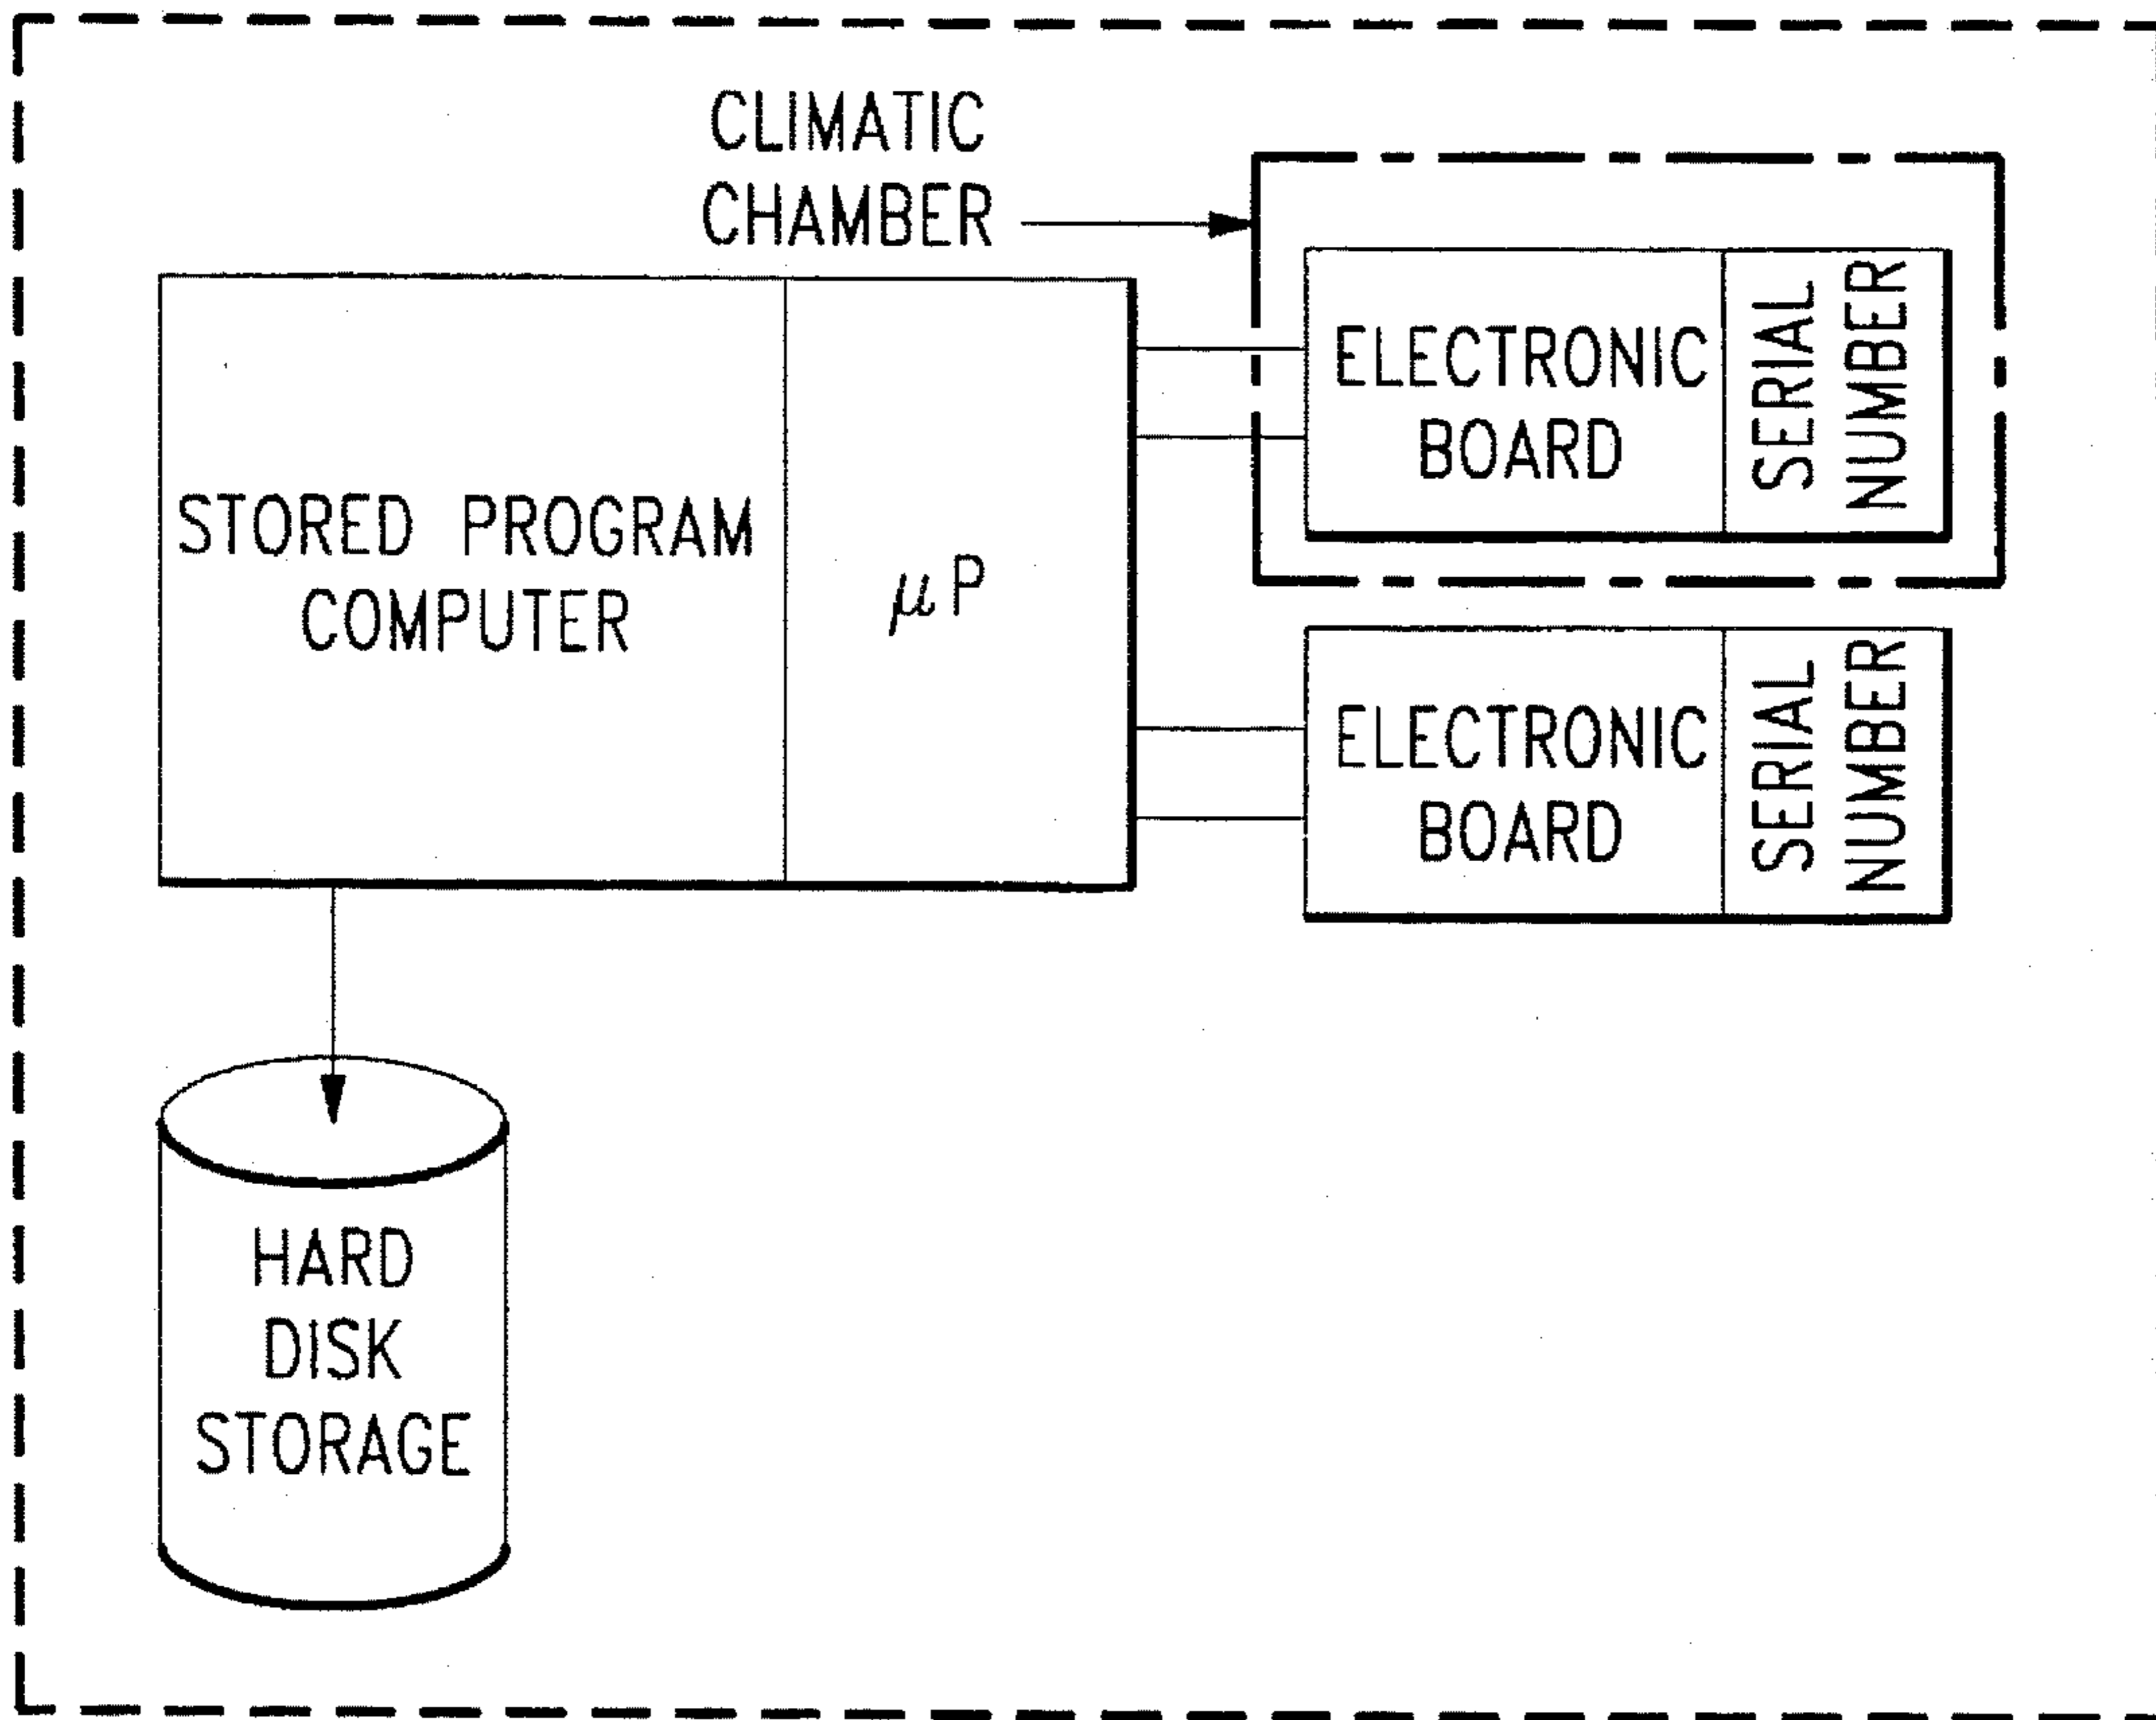 CLIMATIC
CHAMBER
ELECTRONIC
BOARD
SERIAL
NUMBER
STORED PROGRAM
COMPUTER
μP
ELECTRONIC
BOARD
SERIAL
NUMBER
HARD
DISK
STORAGE